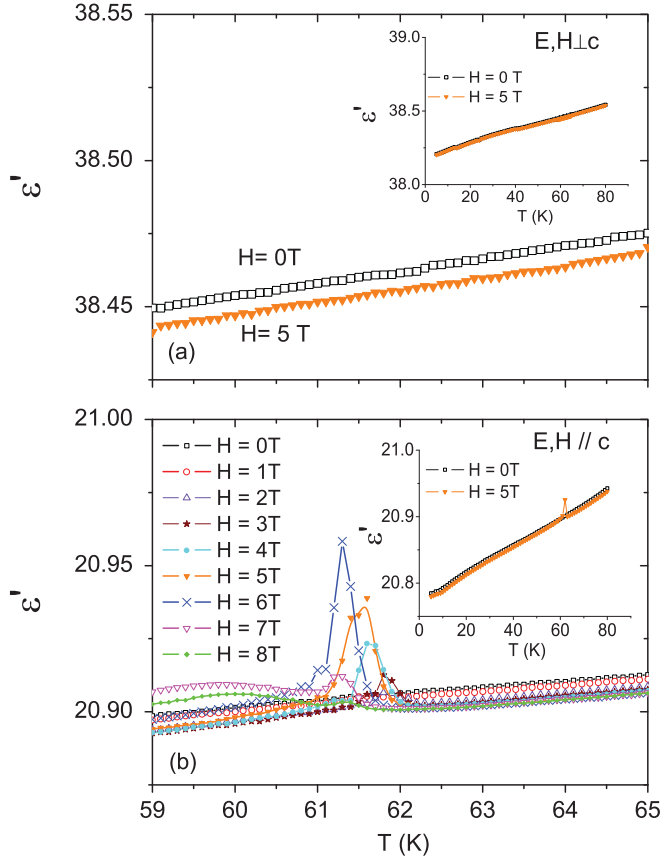 38.55
38.50
38.45
ε'
E,H⊥c
39.0
38.5
38.0
ε'
H = 0 T
H = 5 T
0 20 40 60 80
T (K)
H= 0T
H= 5 T
(a)
21.00
20.95
20.90
ε'
H = 0T
H = 1T
H = 2T
H = 3T
H = 4T
H = 5T
H = 6T
H = 7T
H = 8T
E,H // c
21.0
20.9
20.8
ε'
H = 0T
H = 5T
0 20 40 60 80
T (K)
(b)
59 60 61 62 63 64 65
T (K)